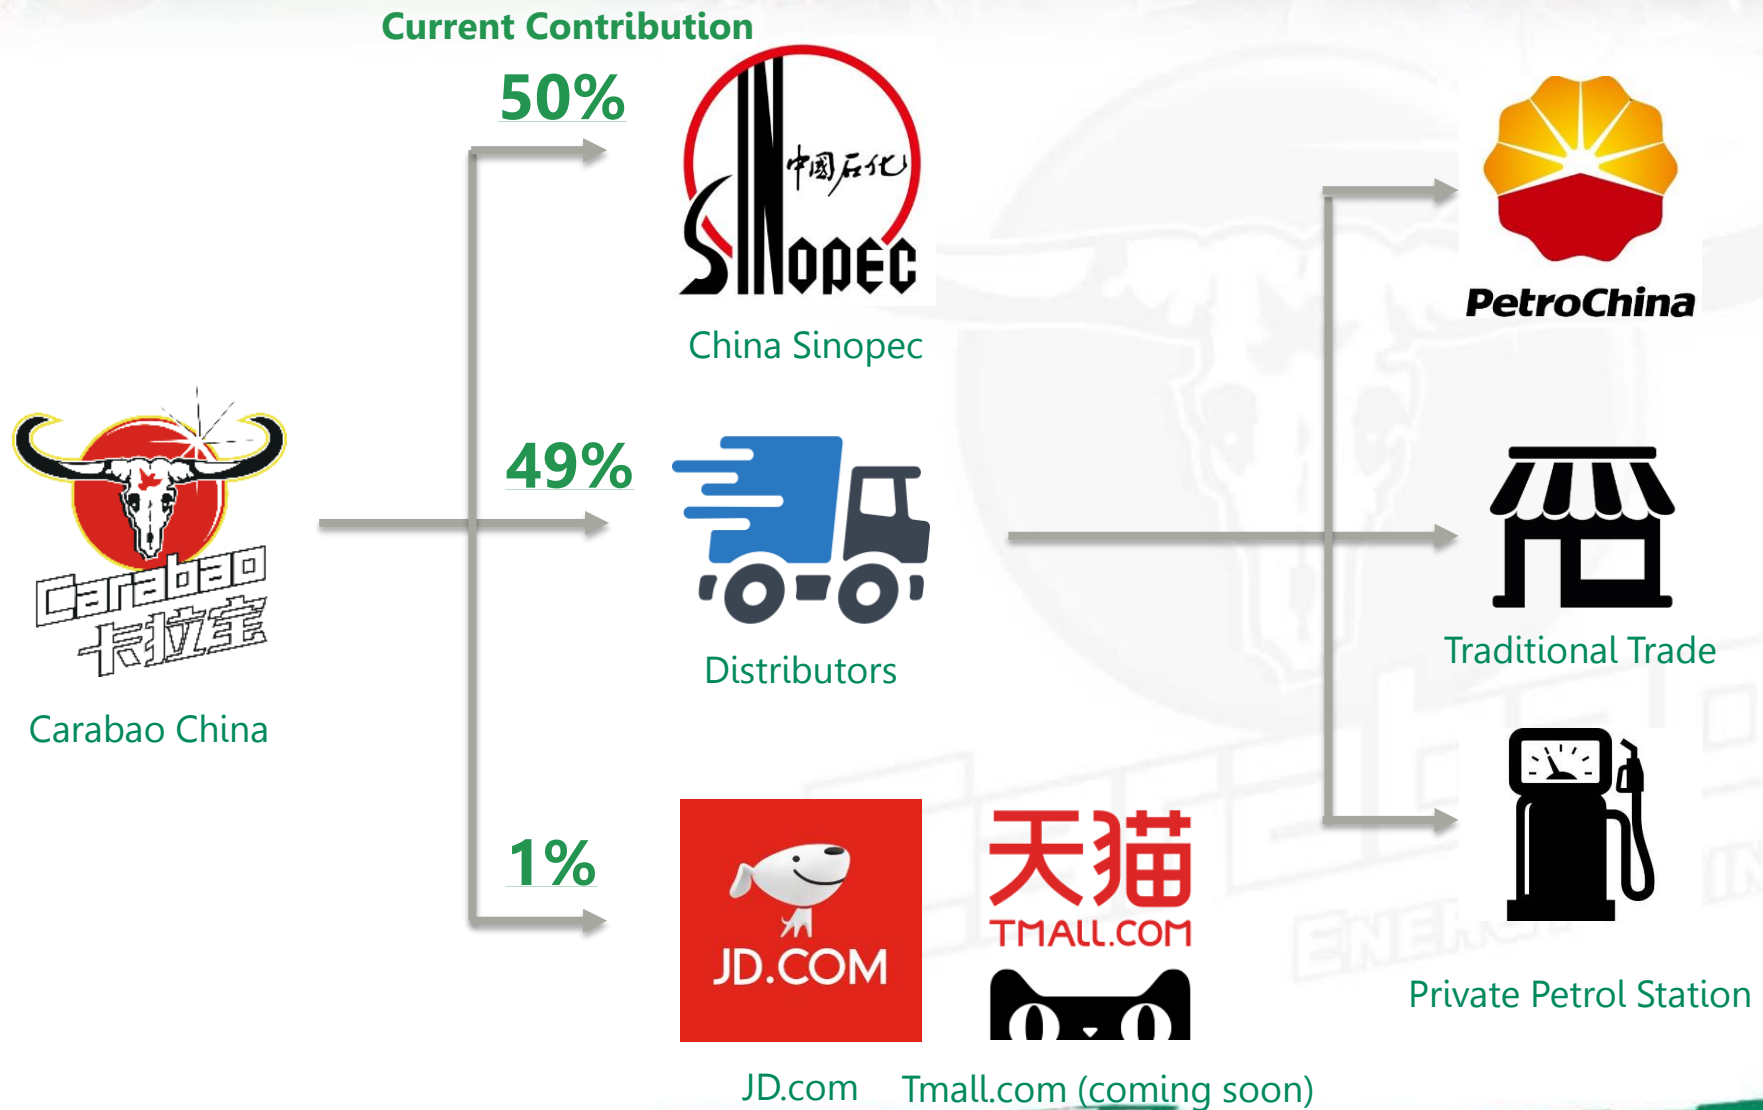 Current Contribution
50%
中國石化
SINOPEC
China Sinopec
PetroChina
49%
Distributors
Carabao
卡拉宝
Carabao China
Traditional Trade
1%
JD.COM
天猫
TMALL.COM
JD.com
Tmall.com (coming soon)
Private Petrol Station